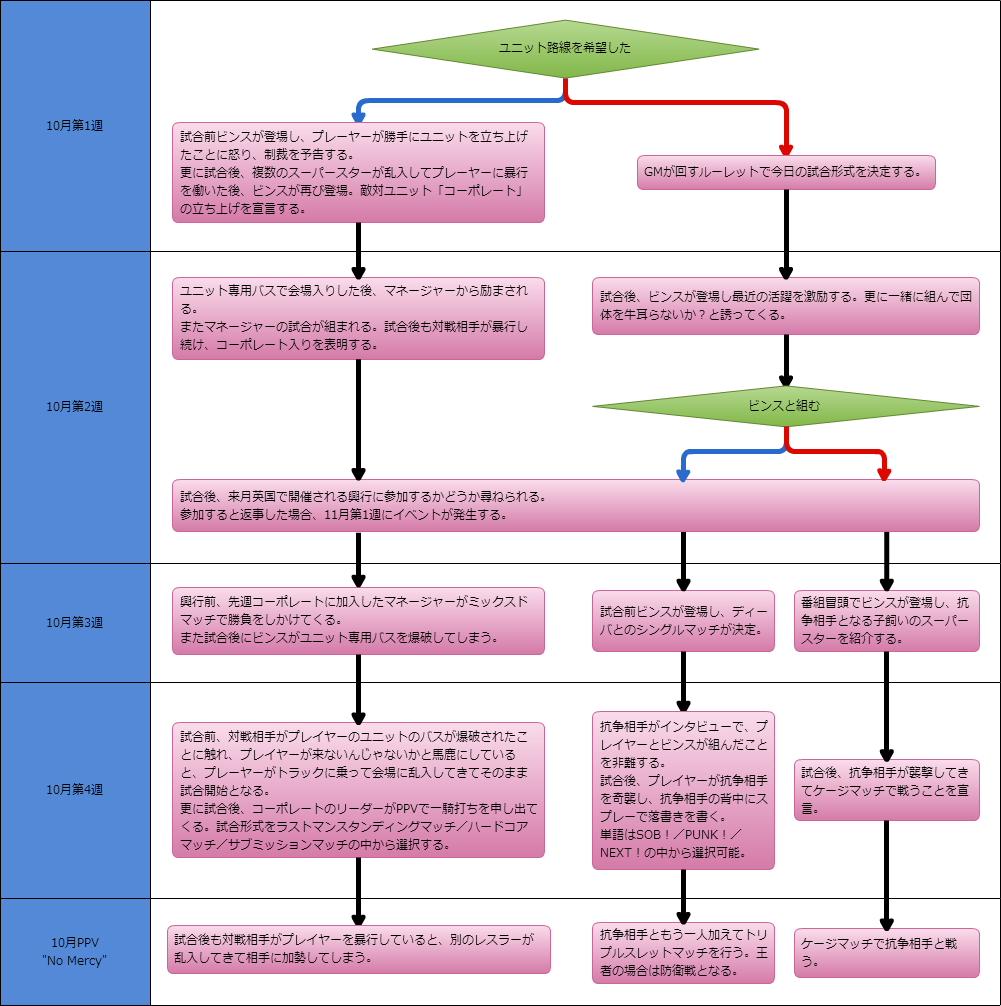 10月第1週
ユニット路線を希望した
試合前ビンスが登場し、プレーヤーが勝手にユニットを立ち上げ
たことに怒り、制裁を予告する。
更に試合後、複数のスーパースターが乱入してプレーヤーに暴行
を働いた後、ビンスが再び登場。敵対ユニット「コーポレート」
の立ち上げを宣言する。
GMが回すルーレットで今日の試合形式を決定する。
10月第2週
ユニット専用バスで会場入りした後、マネージャーから励まされ
る。
またマネージャーの試合が組まれる。試合後も対戦相手が暴行し
続け、コーポレート入りを表明する。
試合後、ビンスが登場し最近の活躍を激励する。更に一緒に組んで団
体を牛耳らないか？と誘ってくる。
ビンスと組む
試合後、来月英国で開催される興行に参加するかどうか尋ねられる。
参加すると返事した場合、11月第1週にイベントが発生する。
10月第3週
興行前、先週コーポレートに加入したマネージャーがミックスド
マッチで勝負をしかけてくる。
また試合後にビンスがユニット専用バスを爆破してしまう。
試合前ビンスが登場し、ディー
バとのシングルマッチが決定。
番組冒頭でビンスが登場し、抗
争相手となる子飼いのスーパー
スターを紹介する。
10月第4週
試合前、対戦相手がプレイヤーのユニットのバスが爆破されたこ
とに触れ、プレイヤーが来ないんじゃないかと馬鹿にしている
と、プレーヤーがトラックに乗って会場に乱入してきてそのまま
試合開始となる。
更に試合後、コーポレートのリーダーがPPVで一騎打ちを申し出て
くる。試合形式をラストマンスタンディングマッチ／ハードコア
マッチ／サブミッションマッチの中から選択する。
抗争相手がインタビューで、プ
レイヤーとビンスが組んだこと
を非難する。
試合後、プレイヤーが抗争相手
を奇襲し、抗争相手の背中にス
プレーで落書きを書く。
単語はSOB！／PUNK！／
NEXT！の中から選択可能。
試合後、抗争相手が襲撃してき
てケージマッチで戦うことを宣
言。
10月PPV
"No Mercy"
試合後も対戦相手がプレイヤーを暴行していると、別のレスラーが
乱入してきて相手に加勢してしまう。
抗争相手ともう一人加えてトリ
プルスレットマッチを行う。王
者の場合は防衛戦となる。
ケージマッチで抗争相手と戦
う。